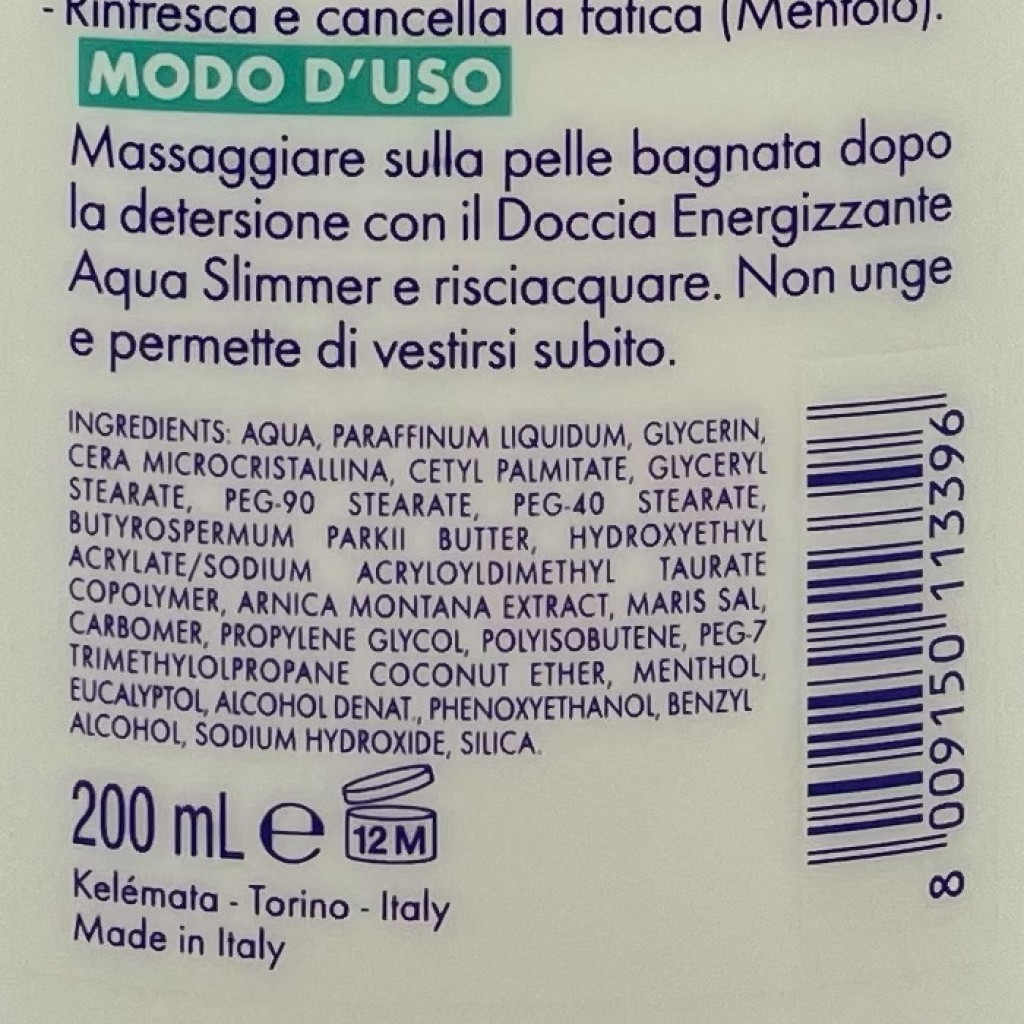 - Rinfresca e cancella la fatica (Mentolo).
MODO D'USO
Massaggiare sulla pelle bagnata dopo
la detersione con il Doccia Energizzante
Aqua Slimmer e risciacquare. Non unge
e permette di vestirsi subito.
INGREDIENTS: AQUA, PARAFFINUM LIQUIDUM, GLYCERIN,
CERA MICROCRISTALLINA, CETYL PALMITATE, GLYCERYL
STEARATE, PEG-90 STEARATE, PEG-40 STEARATE,
BUTYROSPERMUM PARKII BUTTER, HYDROXYETHYL
ACRYLATE/SODIUM ACRYLOYLDIMETHYL TAURATE
COPOLYMER, ARNICA MONTANA EXTRACT, MARIS SAL,
CARBOMER, PROPYLENE GLYCOL, POLYISOBUTENE, PEG-7
TRIMETHYLOLPROPANE COCONUT ETHER, MENTHOL,
EUCALYPTOL, ALCOHOL DENAT., PHENOXYETHANOL, BENZYL
ALCOHOL, SODIUM HYDROXIDE, SILICA.
200 mL e 12 M
Kelémata - Torino - Italy
Made in Italy
8 009150 113396